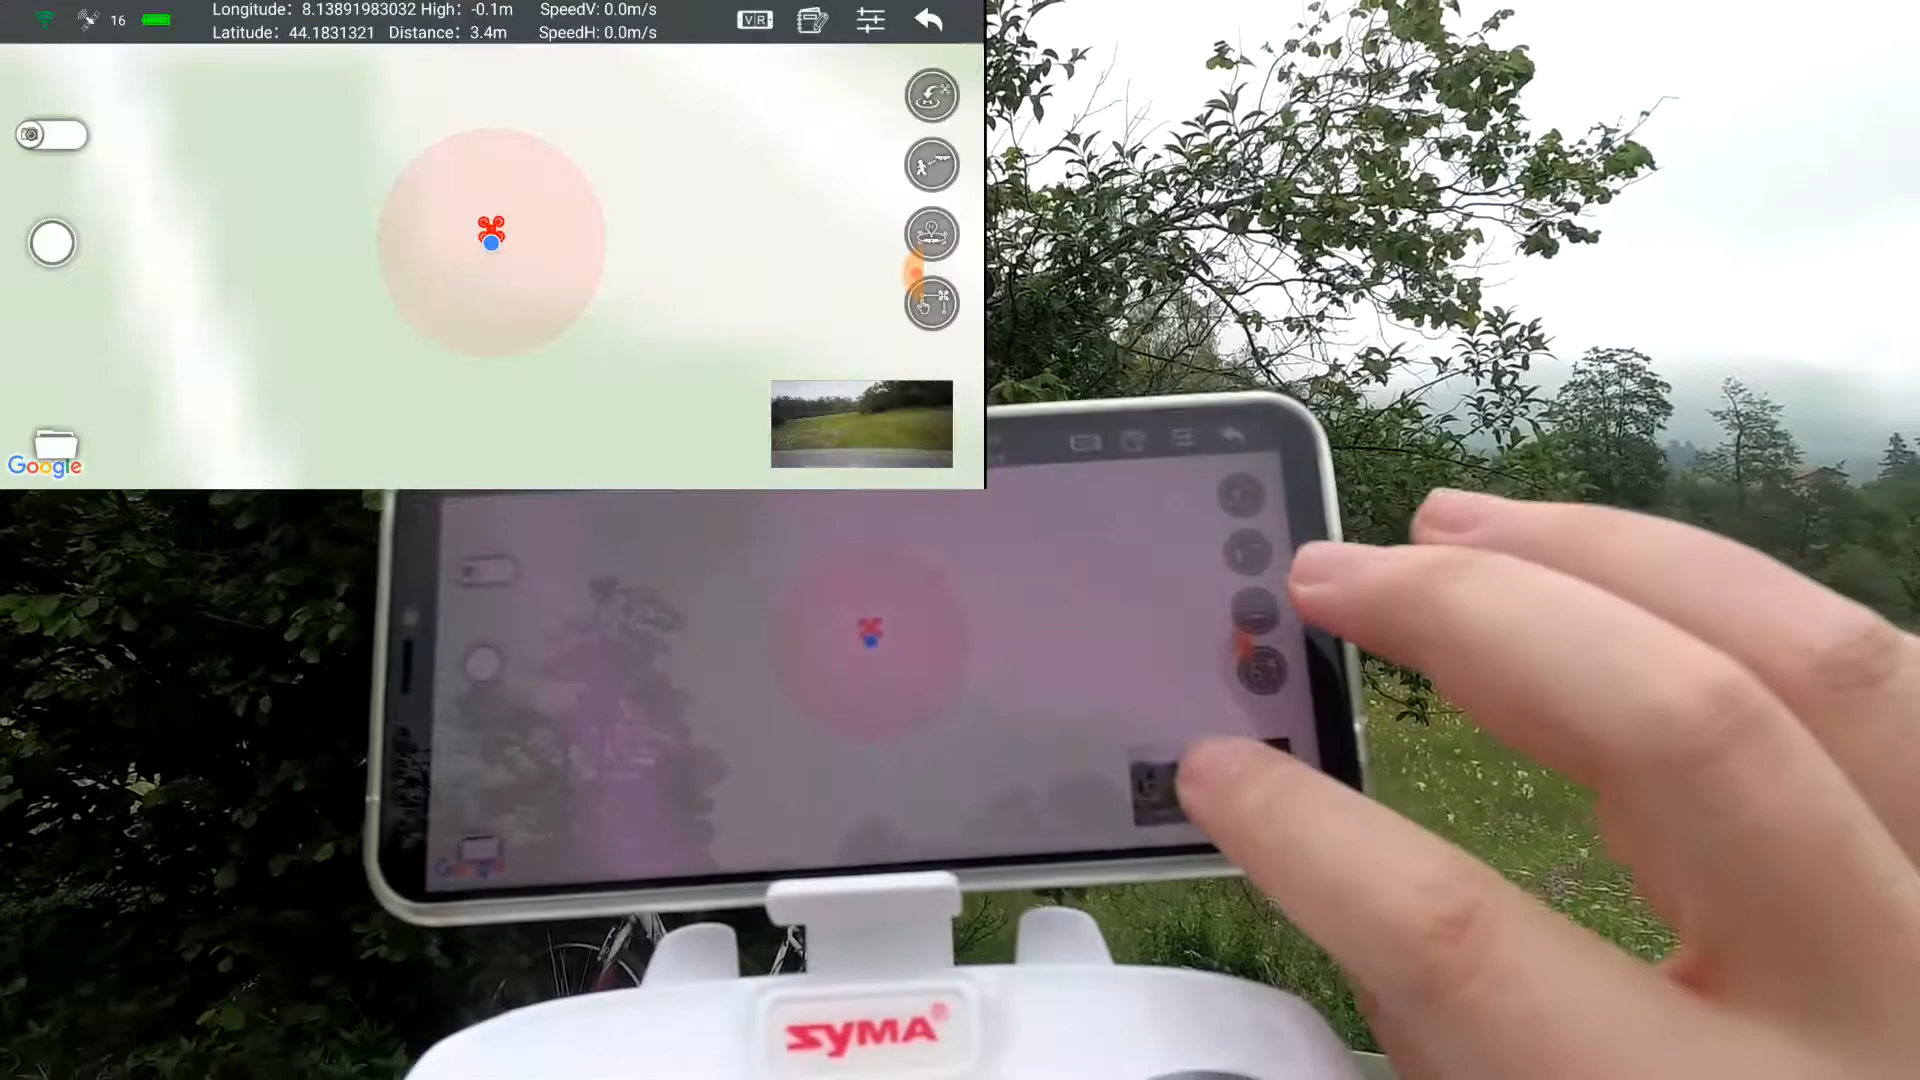 16
Longitude: 8.13891983032 High: -0.1m SpeedV: 0.0m/s
Latitude: 44.1831321 Distance: 3.4m SpeedH: 0.0m/s
VR
H
Google
SYMA®